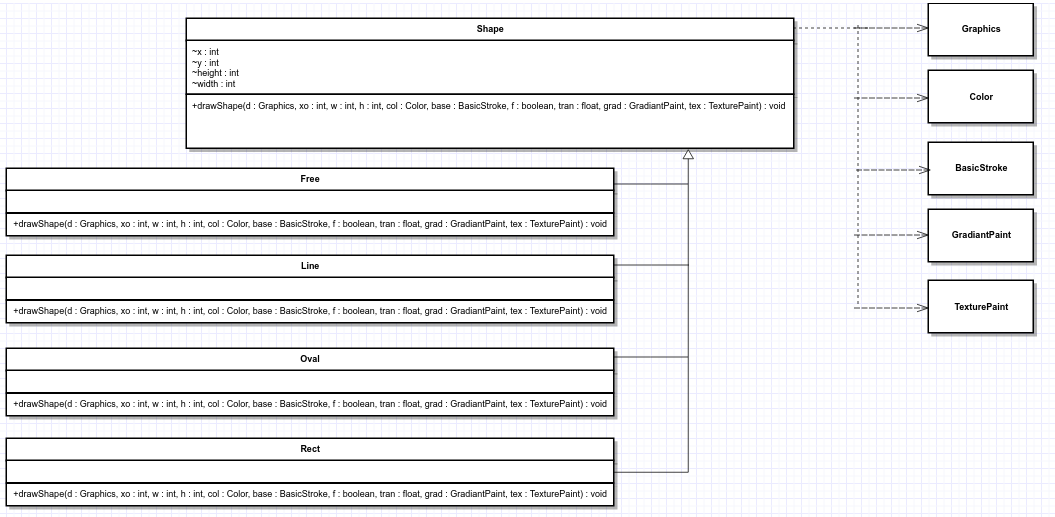 Shape
~x : int
~y : int
~height : int
~width : int
+drawShape(d : Graphics, xo : int, w : int, h : int, col : Color, base : BasicStroke, f : boolean, tran : float, grad : GradiantPaint, tex : TexturePaint) : void
Free
+drawShape(d : Graphics, xo : int, w : int, h : int, col : Color, base : BasicStroke, f : boolean, tran : float, grad : GradiantPaint, tex : TexturePaint) : void
Line
+drawShape(d : Graphics, xo : int, w : int, h : int, col : Color, base : BasicStroke, f : boolean, tran : float, grad : GradiantPaint, tex : TexturePaint) : void
Oval
+drawShape(d : Graphics, xo : int, w : int, h : int, col : Color, base : BasicStroke, f : boolean, tran : float, grad : GradiantPaint, tex : TexturePaint) : void
Rect
+drawShape(d : Graphics, xo : int, w : int, h : int, col : Color, base : BasicStroke, f : boolean, tran : float, grad : GradiantPaint, tex : TexturePaint) : void
Graphics
Color
BasicStroke
GradiantPaint
TexturePaint